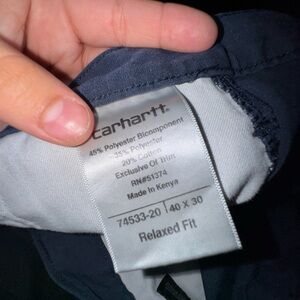 carhartt.
45% Polyester Bicomponent
35% Polyester
20% Cotton
Exclusive Of Trim
RN#51374
Made in Kenya
74533-20 | 40 X 30
Relaxed Fit